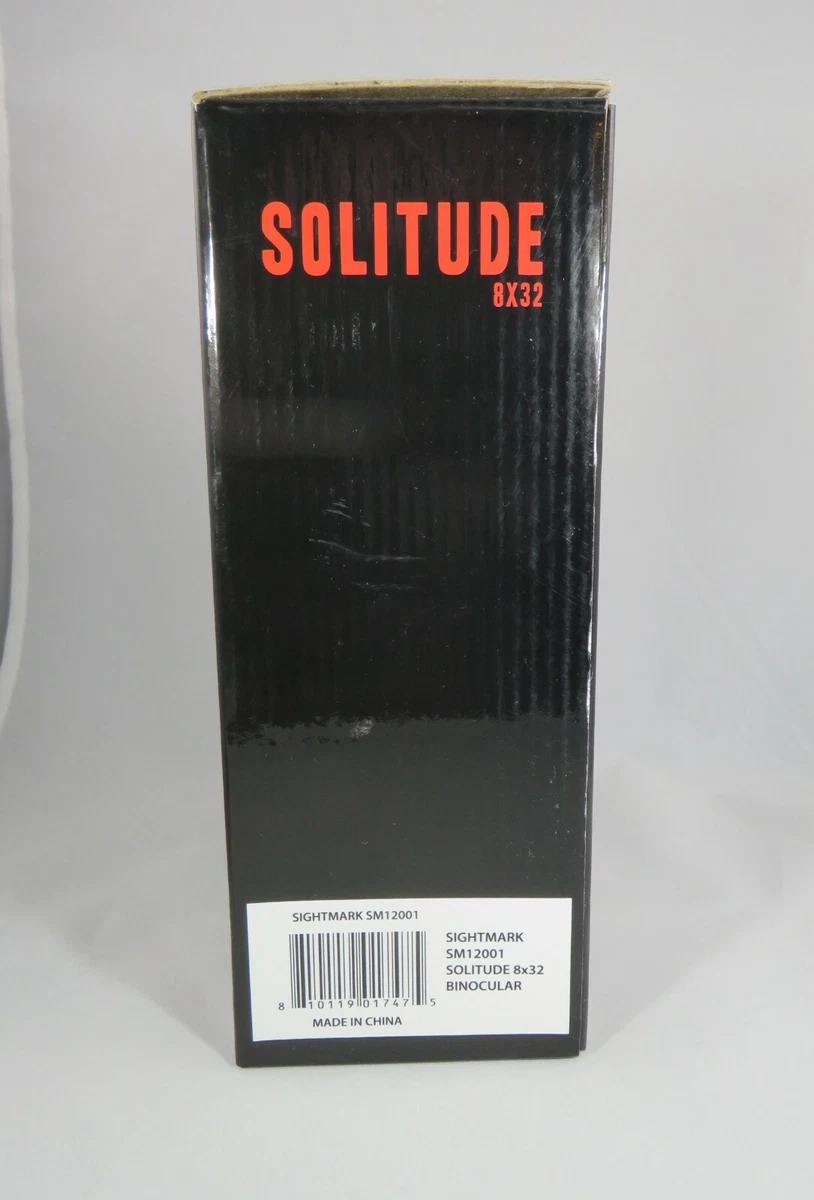 SOLITUDE
8X32
SIGHTMARK SM12001
SIGHTMARK
SM12001
SOLITUDE 8x32
BINOCULAR
8 10119 01747 5
MADE IN CHINA